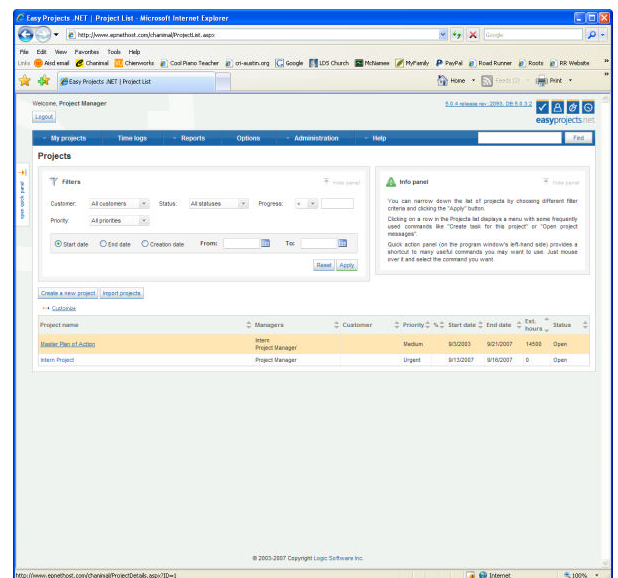 Easy Projects .NET | Project List - Microsoft Internet Explorer
http://www.epnethost.com/chanimal/ProjectList.aspx
Google
File Edit View Favorites Tools Help
Links Aled email Chanimal Chemworks Cool Piano Teacher cri-austin.org Google LDS Church McNamee MyFamily PayPal Road Runner Roots RR Website
Easy Projects .NET | Project List
Home Feeds Print
Welcome, Project Manager
Logout
easyprojects.net
My projects Time logs Reports Options Administration Help Find
Projects
open quick panel
Filters Hide panel
Customer: All customers Status: All statuses Progress: <
Priority: All priorities
Start date End date Creation date From: To:
Reset Apply
Info panel Hide panel
You can narrow down the list of projects by choosing different filter
criteria and clicking the "Apply" button.
Clicking on a row in the Projects list displays a menu with some frequently
used commands like "Create task for this project" or "Open project
messages".
Quick action panel (on the program window's left-hand side) provides a
shortcut to many useful commands you may want to use. Just mouse
over it and select the command you want.
Create a new project Import projects
Customize
Project name Managers Customer Priority % Start date End date Est. hours Status
Master Plan of Action Intern Medium 9/3/2003 9/21/2007 14500 Open
Project Manager
Intern Project Project Manager Urgent 9/13/2007 9/16/2007 0 Open
© 2003-2007 Copyright Logic Software Inc.
http://www.epnethost.com/chanimal/ProjectDetails.aspx?ID=1 Internet 100%